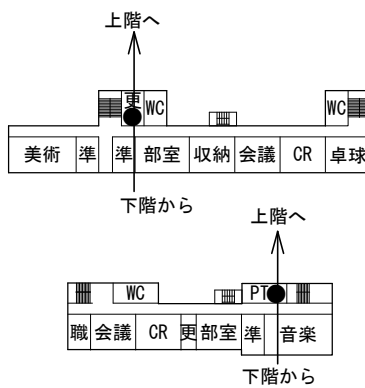 上階へ
更 WC WC
美術 準 準 部室 収納 会議 CR 卓球
下階から
上階へ
WC PT
職 会議 CR 更 部室 準 音楽
下階から